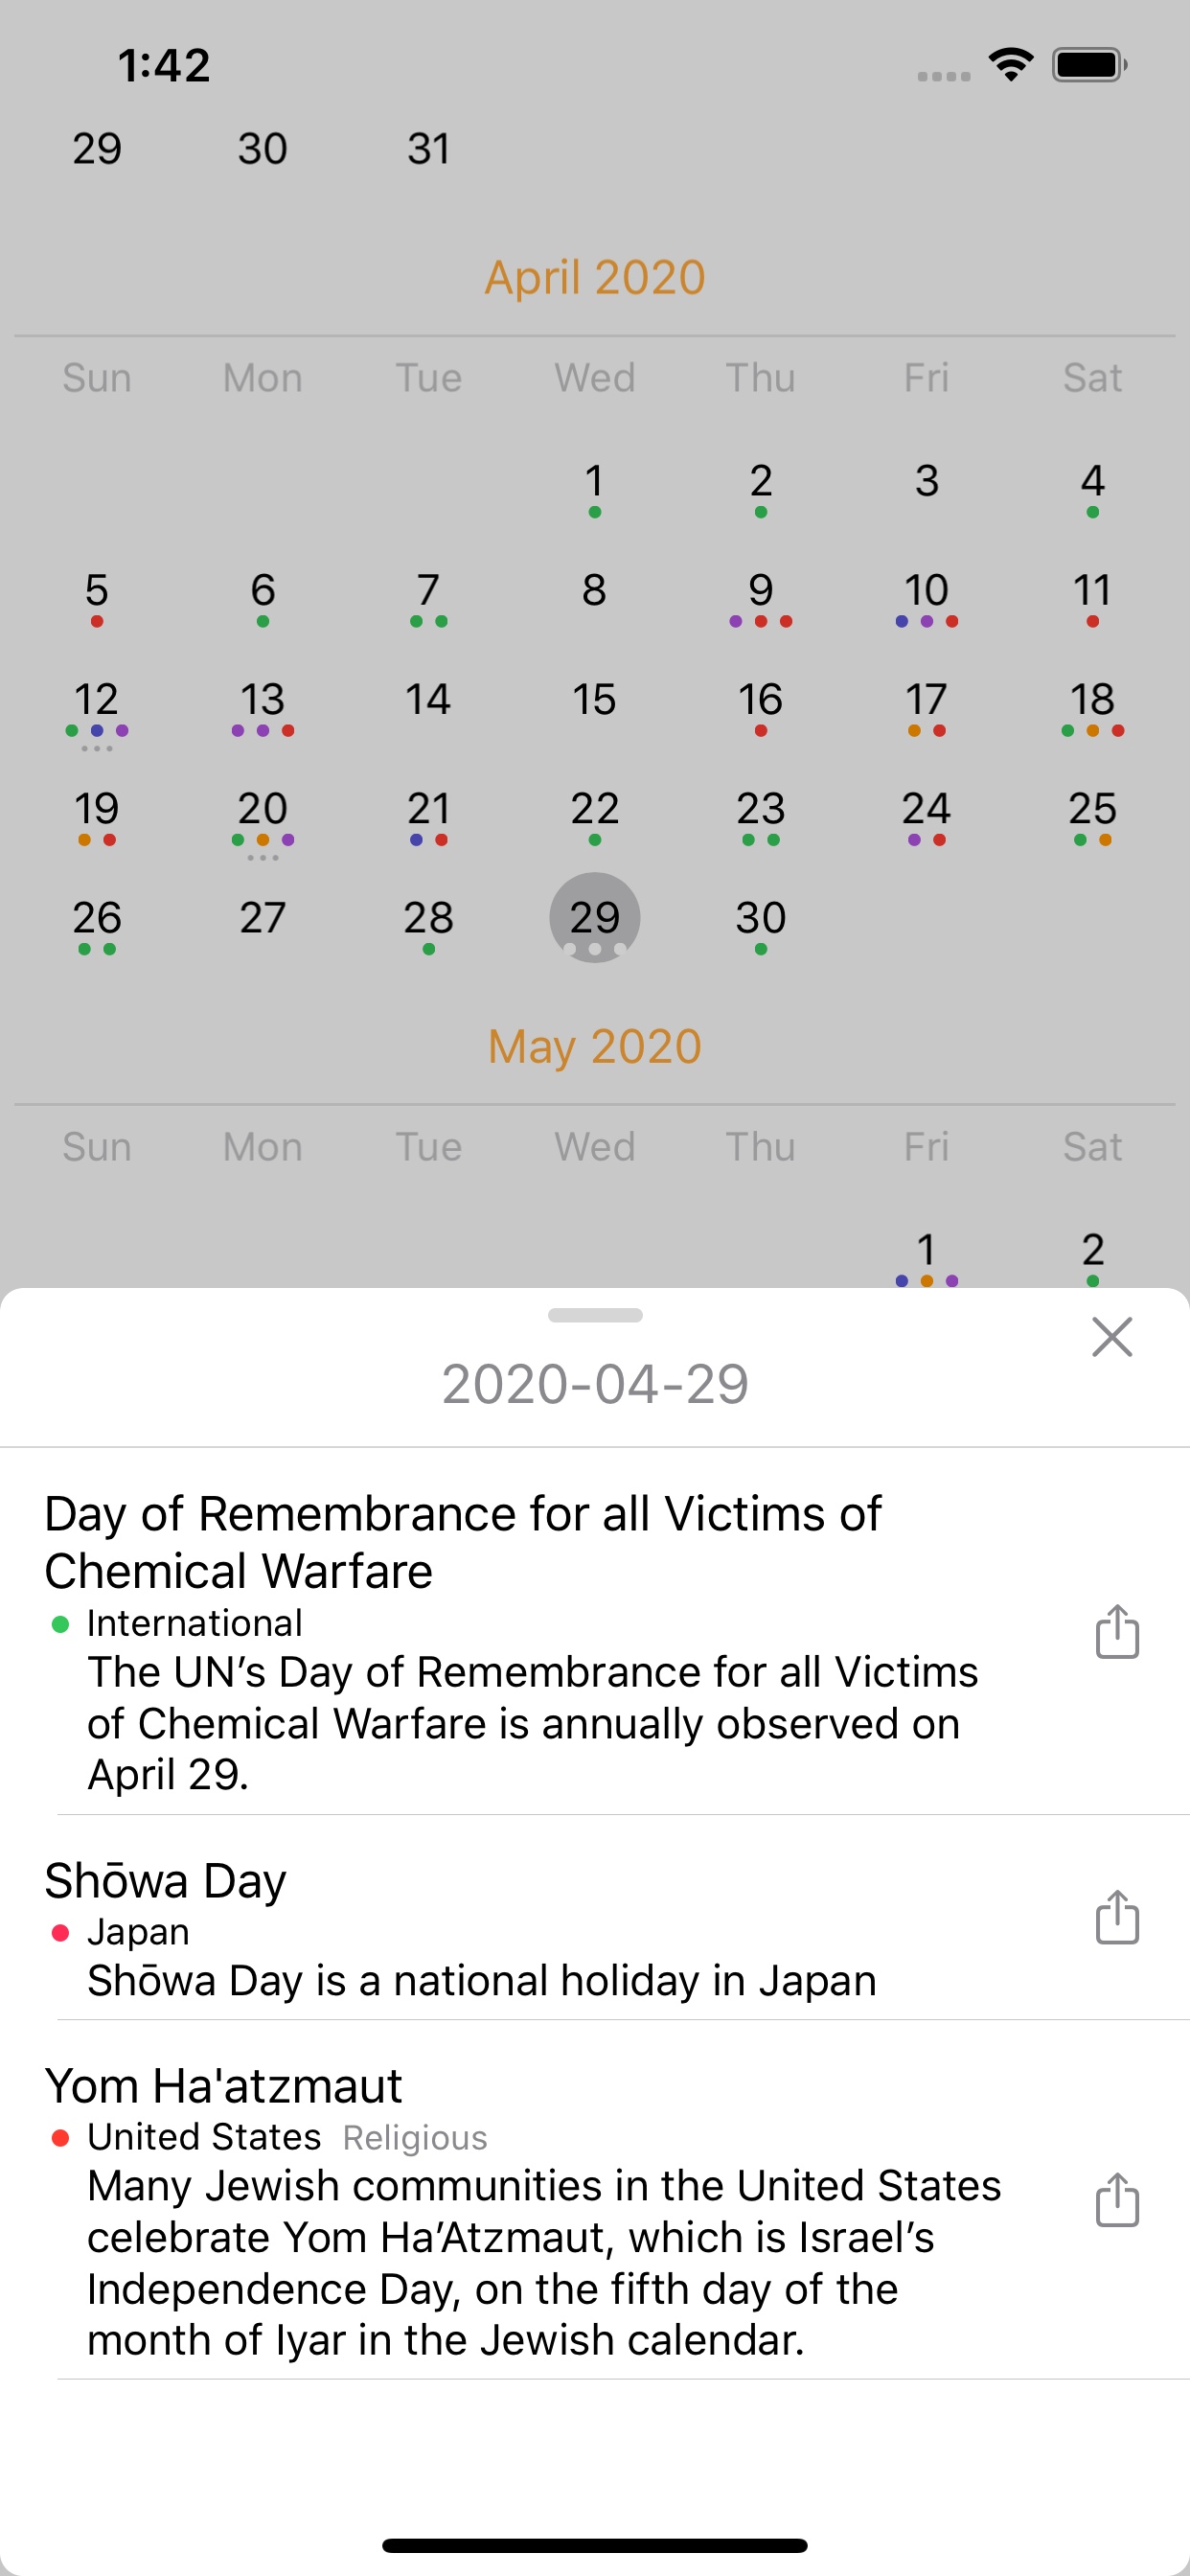 1:42
29 30 31
April 2020
Sun Mon Tue Wed Thu Fri Sat
1 2 3 4
5 6 7 8 9 10 11
12 13 14 15 16 17 18
19 20 21 22 23 24 25
26 27 28 29 30
May 2020
Sun Mon Tue Wed Thu Fri Sat
1 2
2020-04-29
Day of Remembrance for all Victims of
Chemical Warfare
International
The UN’s Day of Remembrance for all Victims
of Chemical Warfare is annually observed on
April 29.
Shōwa Day
Japan
Shōwa Day is a national holiday in Japan
Yom Ha'atzmaut
United States Religious
Many Jewish communities in the United States
celebrate Yom Ha’Atzmaut, which is Israel’s
Independence Day, on the fifth day of the
month of Iyar in the Jewish calendar.